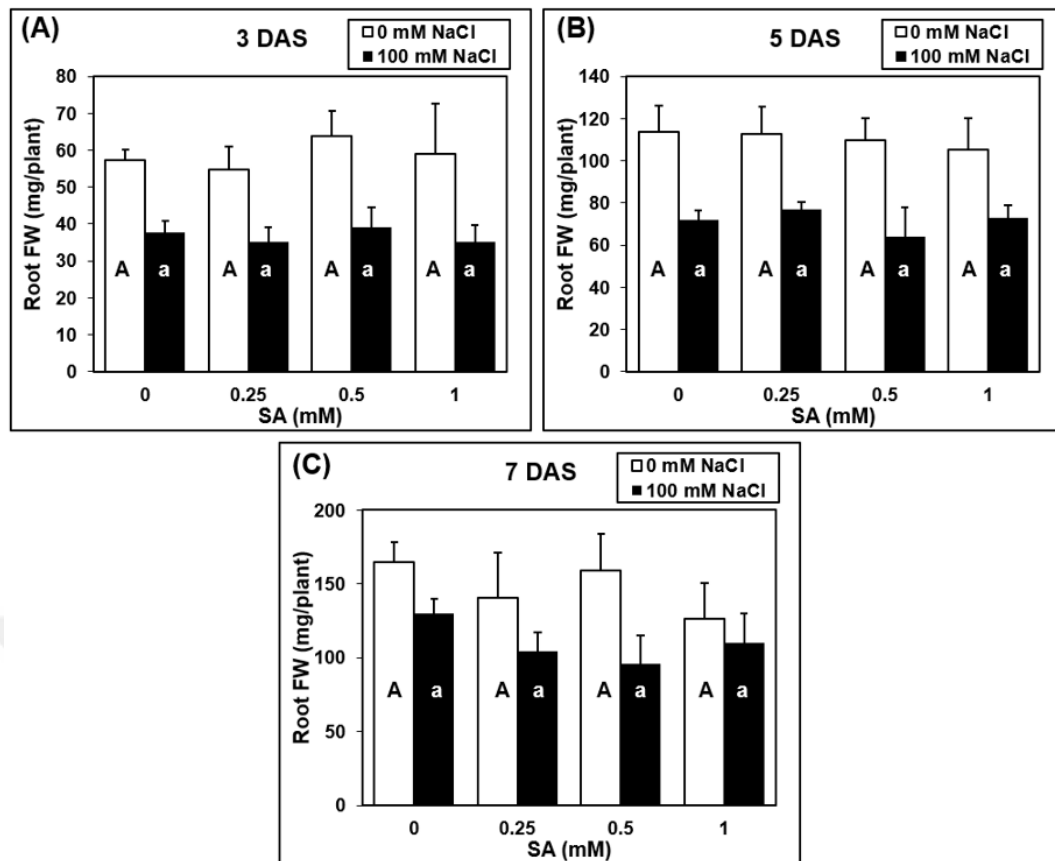 (A)
3 DAS
0 mM NaCl
100 mM NaCl
Root FW (mg/plant)
80
70
60
50
40
30
20
10
0
A a A a A a A a
0 0.25 0.5 1
SA (mM)
(B)
5 DAS
0 mM NaCl
100 mM NaCl
Root FW (mg/plant)
140
120
100
80
60
40
20
0
A a A a A a A a
0 0.25 0.5 1
SA (mM)
(C)
7 DAS
0 mM NaCl
100 mM NaCl
Root FW (mg/plant)
200
150
100
50
0
A a A a A a A a
0 0.25 0.5 1
SA (mM)